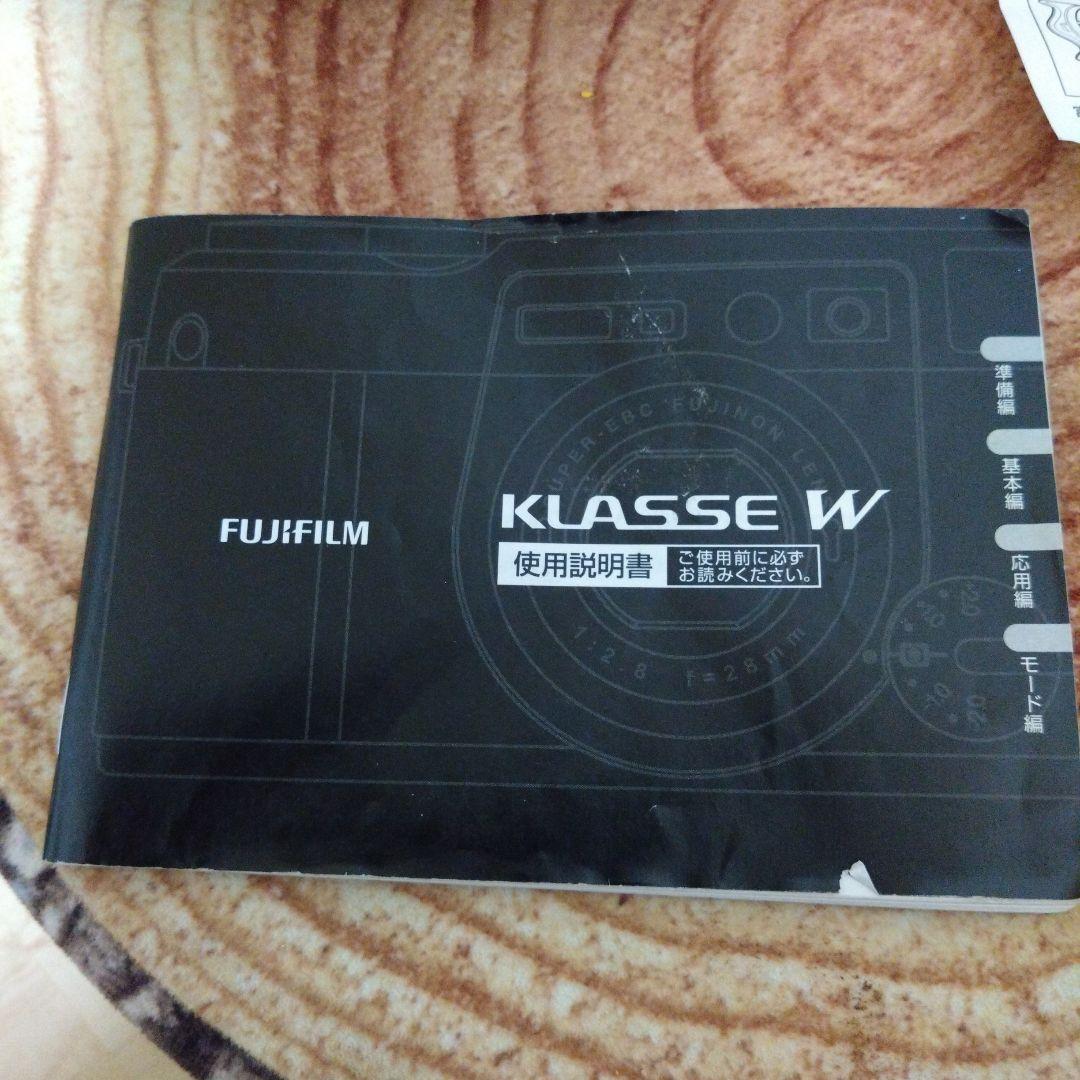 SUPER-EBC FUJINON LEN
FUJIFILM
KLASSE W
使用説明書
ご使用前に必ず
お読みください。
1:2.8 f=28mm
準備編
基本編
応用編
モード編